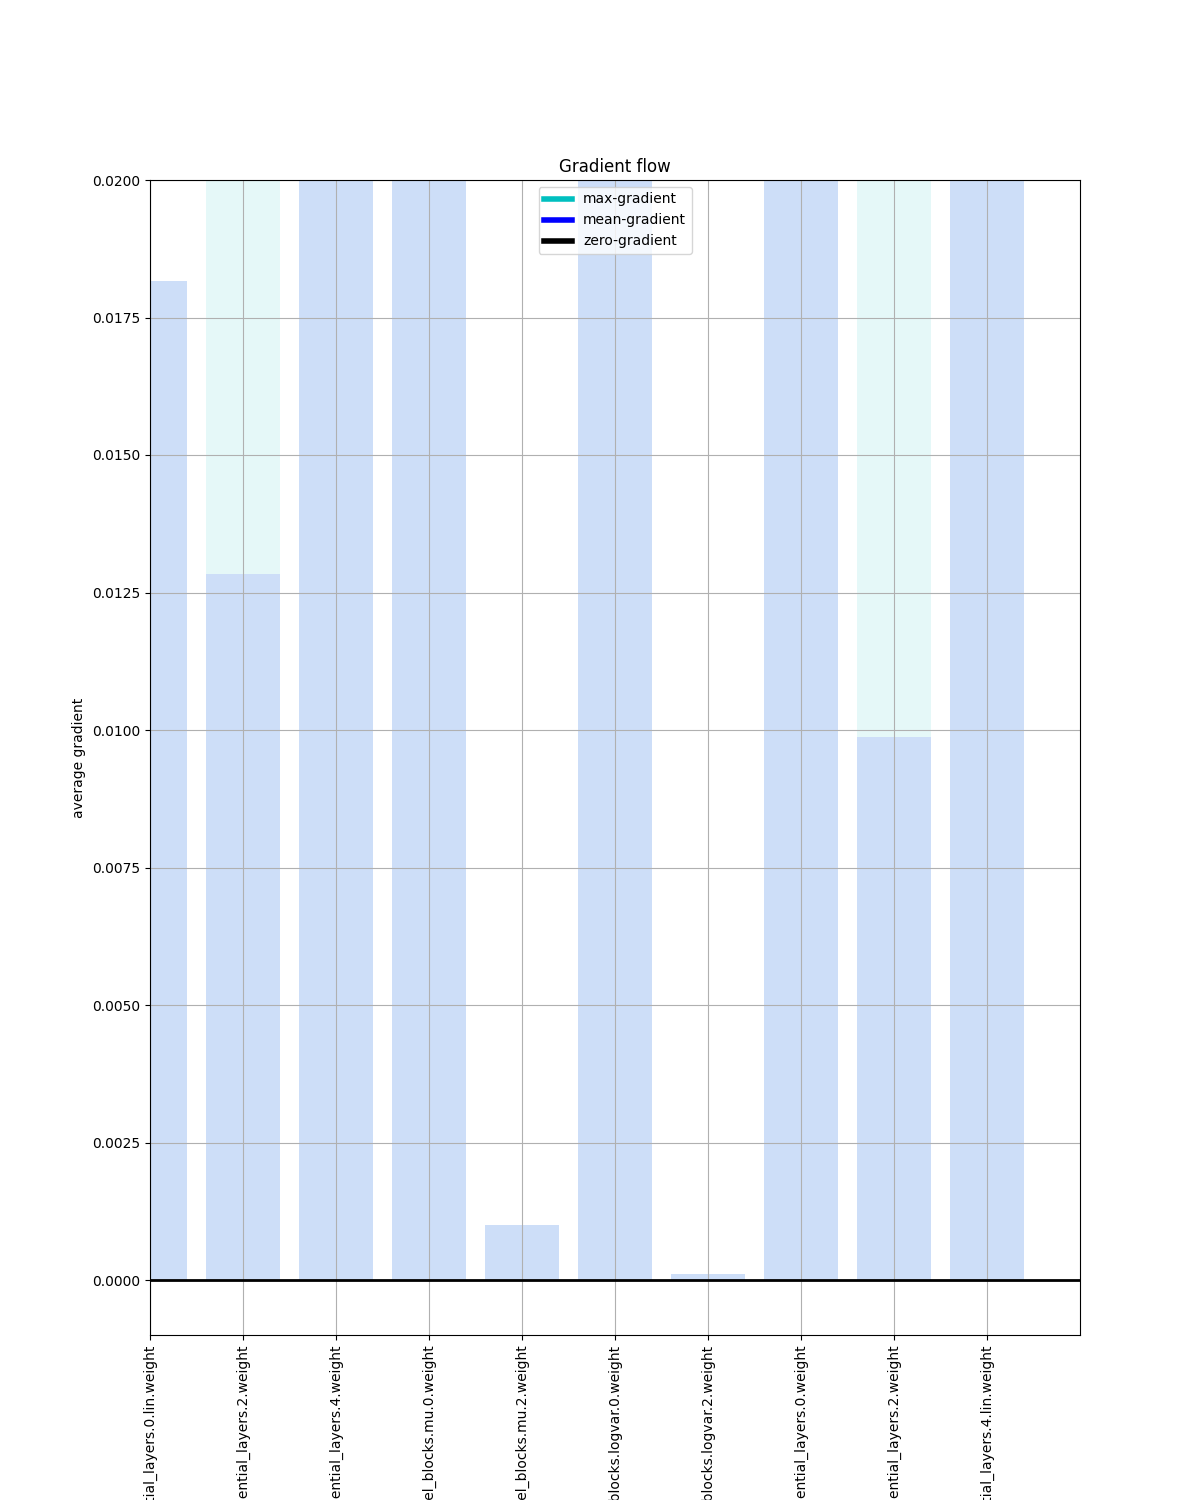 Gradient flow
max-gradient
mean-gradient
zero-gradient
0.0200
0.0175
0.0150
0.0125
0.0100
0.0075
0.0050
0.0025
0.0000
average gradient
tial_layers.0.lin.weight
ential_layers.2.weight
ential_layers.4.weight
el_blocks.mu.0.weight
el_blocks.mu.2.weight
blocks.logvar.0.weight
blocks.logvar.2.weight
ential_layers.0.weight
ential_layers.2.weight
tial_layers.4.lin.weight